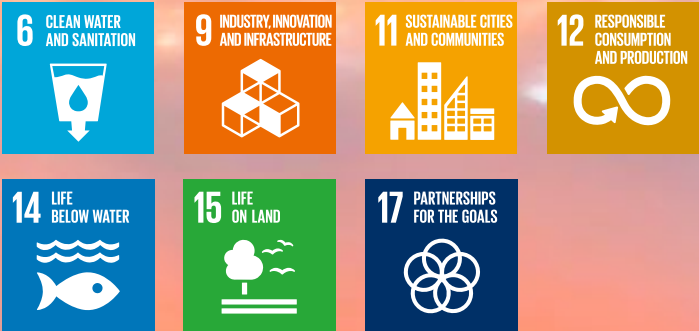 6 CLEAN WATER
AND SANITATION
9 INDUSTRY, INNOVATION
AND INFRASTRUCTURE
11 SUSTAINABLE CITIES
AND COMMUNITIES
12 RESPONSIBLE
CONSUMPTION
AND PRODUCTION
14 LIFE
BELOW WATER
15 LIFE
ON LAND
17 PARTNERSHIPS
FOR THE GOALS